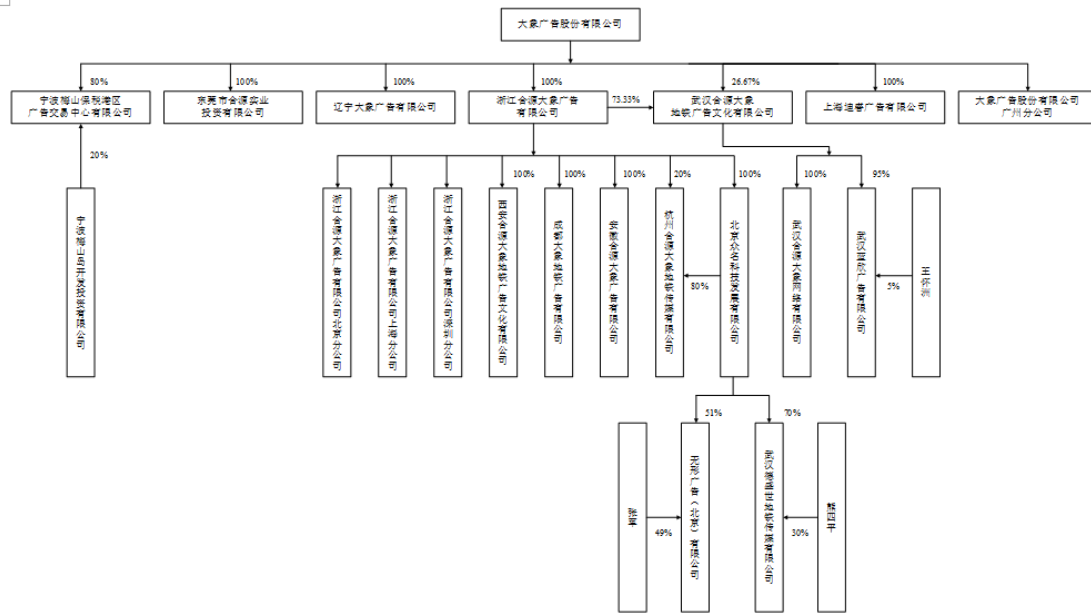 大象广告股份有限公司
80%
100%
100%
100%
26.67%
100%
宁波梅山保税港区
广告交易中心有限公司
东莞市合源实业
投资有限公司
辽宁大象广告有限公司
浙江合源大象广告
有限公司
73.33%
武汉合源大象
地铁广告文化有限公司
上海迪睿广告有限公司
大象广告股份有限公司
广州分公司
20%
100%
100%
100%
20%
100%
100%
95%
宁波梅山岛开发投资有限公司
浙江合源大象广告有限公司北京分公司
浙江合源大象广告有限公司上海分公司
浙江合源大象广告有限公司深圳分公司
西安合源大象地铁广告文化有限公司
成都大象地铁广告有限公司
安徽合源大象广告有限公司
杭州合源大象地铁传媒有限公司
80%
北京众名科技发展有限公司
武汉合源大象网络有限公司
武汉蓝欣广告有限公司
5%
王怀洲
51%
70%
张军
49%
无形广告（北京）有限公司
武汉德盛世地铁传媒有限公司
30%
熊四平